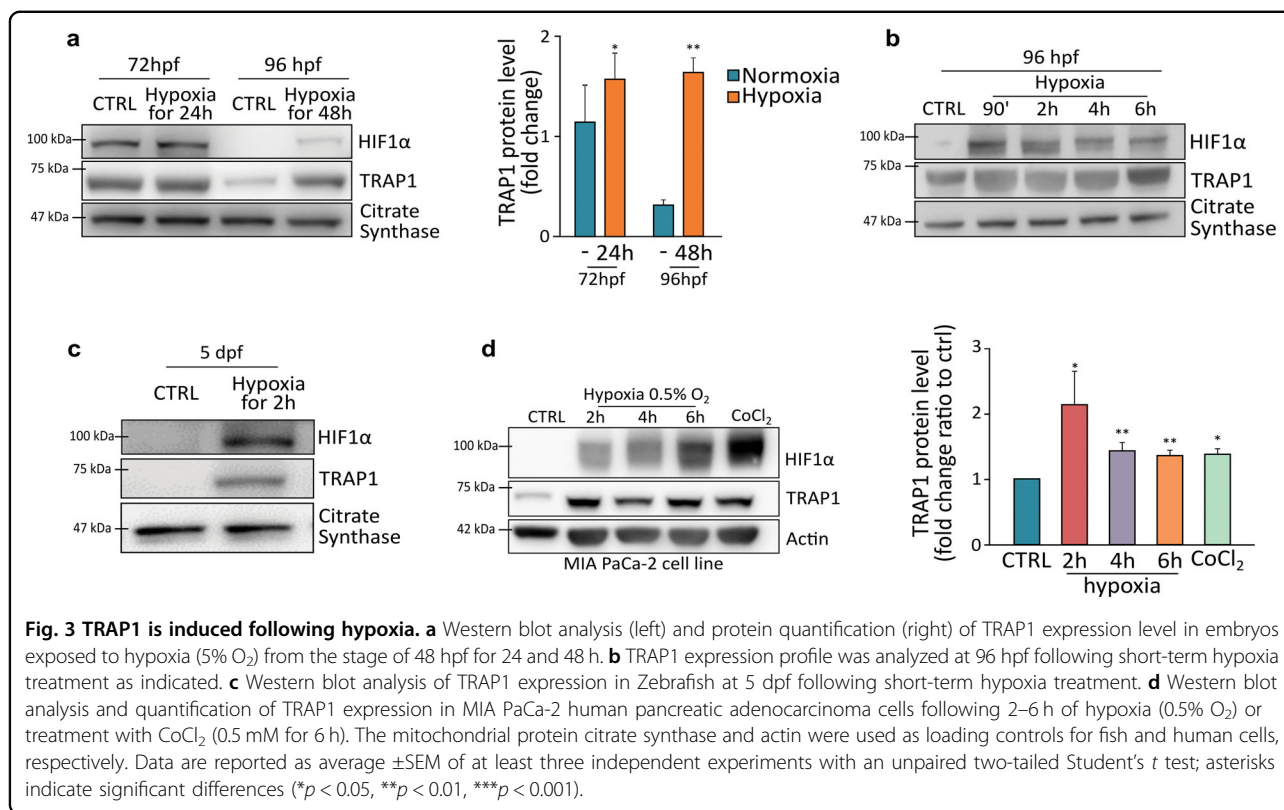 a
72hpf 96 hpf
CTRL Hypoxia for 24h CTRL Hypoxia for 48h
100 kDa HIF1α
75 kDa TRAP1
47 kDa Citrate Synthase
TRAP1 protein level
(fold change)
2
1
0
* **
Normoxia
Hypoxia
- 24h - 48h
72hpf 96hpf
b
96 hpf
Hypoxia
CTRL 90' 2h 4h 6h
100 kDa HIF1α
75 kDa TRAP1
47 kDa Citrate Synthase
c
5 dpf
CTRL Hypoxia for 2h
100 kDa HIF1α
75 kDa TRAP1
47 kDa Citrate Synthase
d
Hypoxia 0.5% O₂
CTRL 2h 4h 6h CoCl₂
100 kDa HIF1α
75 kDa TRAP1
42 kDa Actin
MIA PaCa-2 cell line
TRAP1 protein level
(fold change ratio to ctrl)
3
2
1
0
* ** ** *
CTRL 2h 4h 6h CoCl₂
hypoxia
Fig. 3 TRAP1 is induced following hypoxia. a Western blot analysis (left) and protein quantification (right) of TRAP1 expression level in embryos
exposed to hypoxia (5% O₂) from the stage of 48 hpf for 24 and 48 h. b TRAP1 expression profile was analyzed at 96 hpf following short-term hypoxia
treatment as indicated. c Western blot analysis of TRAP1 expression in Zebrafish at 5 dpf following short-term hypoxia treatment. d Western blot
analysis and quantification of TRAP1 expression in MIA PaCa-2 human pancreatic adenocarcinoma cells following 2–6 h of hypoxia (0.5% O₂) or
treatment with CoCl₂ (0.5 mM for 6 h). The mitochondrial protein citrate synthase and actin were used as loading controls for fish and human cells,
respectively. Data are reported as average ±SEM of at least three independent experiments with an unpaired two-tailed Student's t test; asterisks
indicate significant differences (*p < 0.05, **p < 0.01, ***p < 0.001).